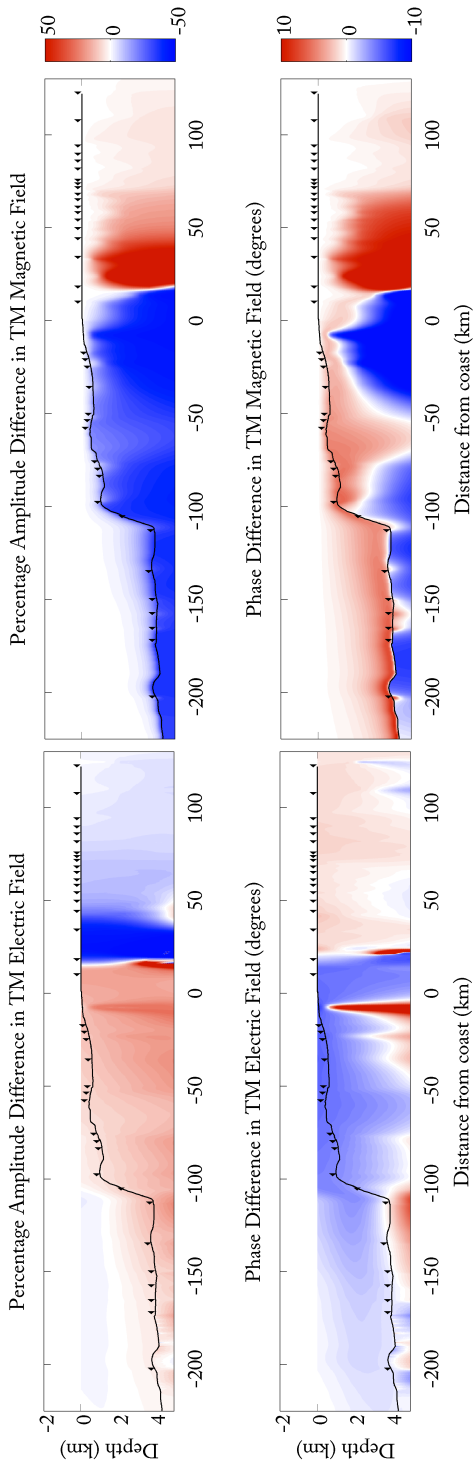 Percentage Amplitude Difference in TM Electric Field
Percentage Amplitude Difference in TM Magnetic Field
-2
0
2
4
Depth (km)
-200 -150 -100 -50 0 50 100
-200 -150 -100 -50 0 50 100
50
0
-50
Phase Difference in TM Electric Field (degrees)
Phase Difference in TM Magnetic Field (degrees)
-2
0
2
4
Depth (km)
-200 -150 -100 -50 0 50 100
-200 -150 -100 -50 0 50 100
10
0
-10
Distance from coast (km)
Distance from coast (km)